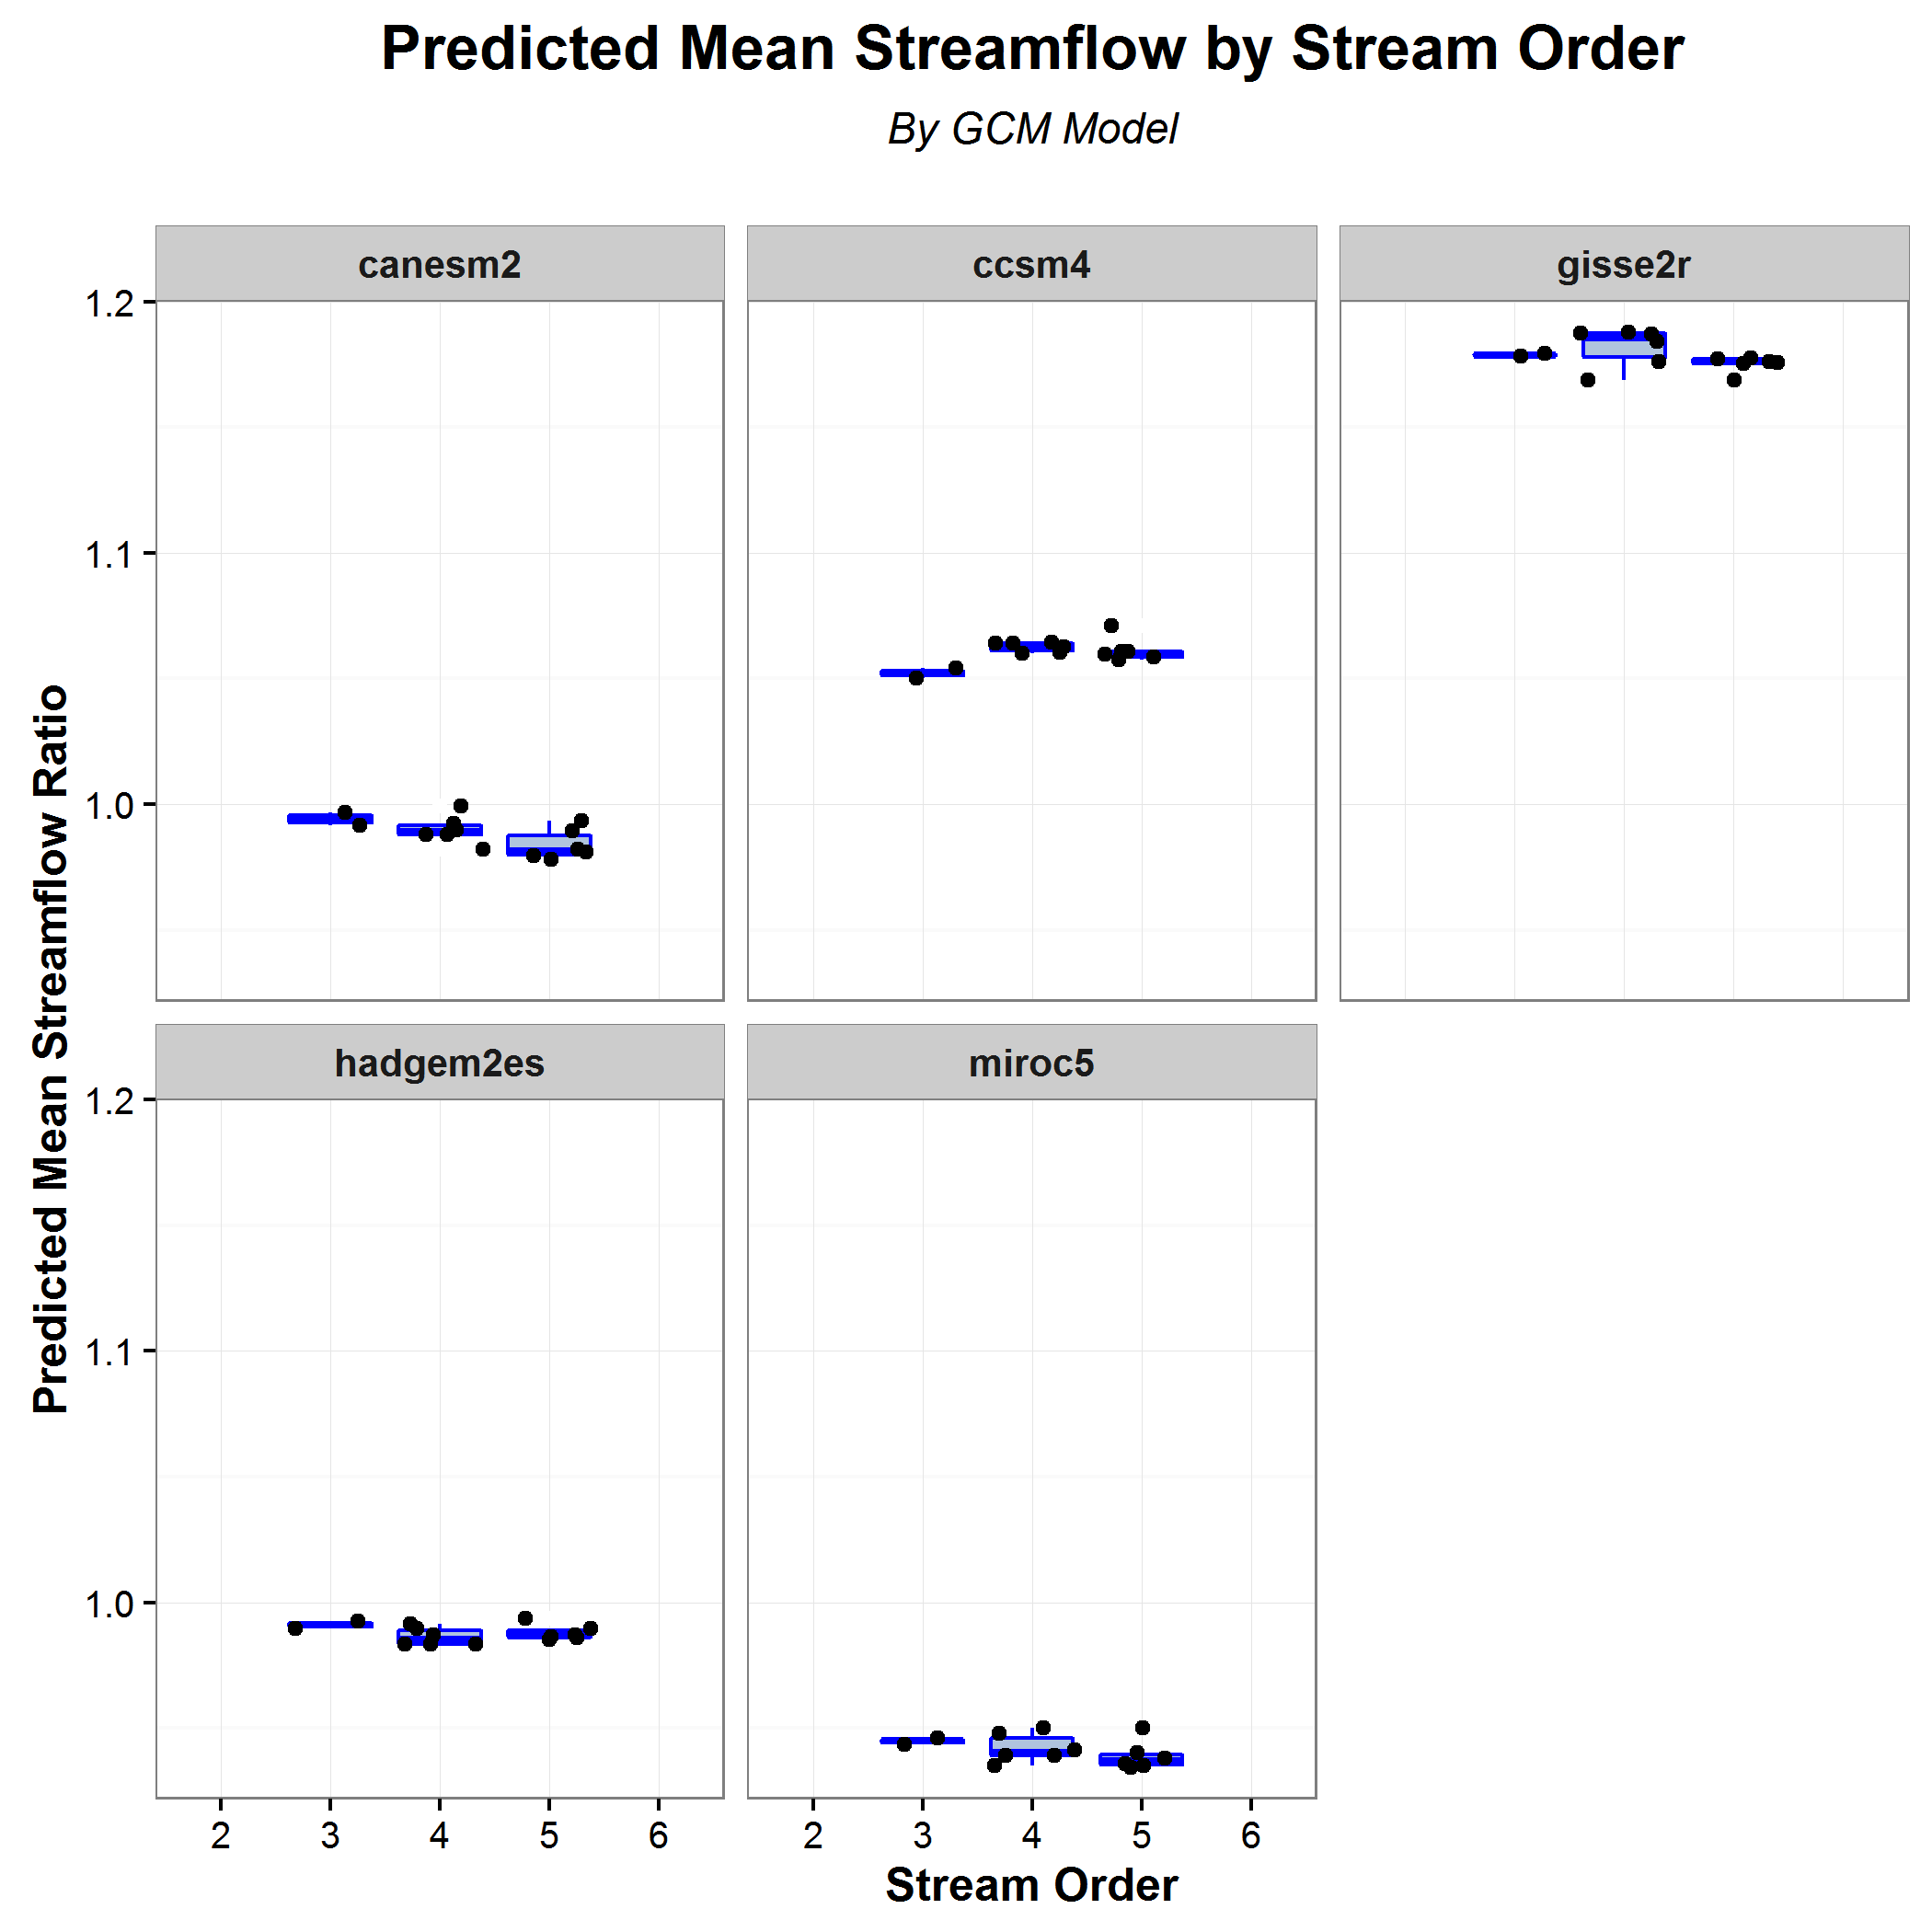 Predicted Mean Streamflow by Stream Order
By GCM Model
canesm2
ccsm4
gisse2r
1.2
1.1
1.0
hadgem2es
miroc5
1.2
1.1
1.0
2 3 4 5 6
2 3 4 5 6
Stream Order
Predicted Mean Streamflow Ratio